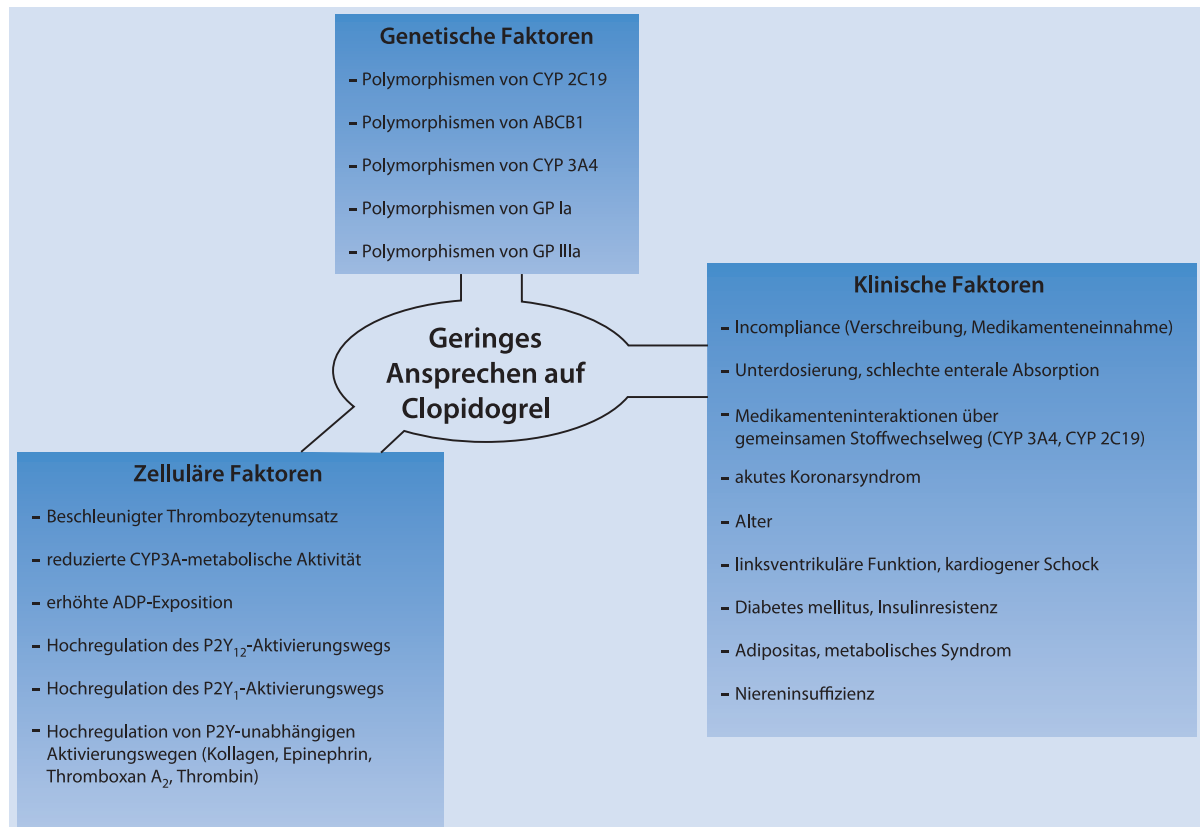 Genetische Faktoren
– Polymorphismen von CYP 2C19
– Polymorphismen von ABCB1
– Polymorphismen von CYP 3A4
– Polymorphismen von GP Ia
– Polymorphismen von GP IIIa
Geringes
Ansprechen auf
Clopidogrel
Klinische Faktoren
– Incompliance (Verschreibung, Medikamenteneinnahme)
– Unterdosierung, schlechte enterale Absorption
– Medikamenteninteraktionen über
gemeinsamen Stoffwechselweg (CYP 3A4, CYP 2C19)
– akutes Koronarsyndrom
– Alter
– linksventrikuläre Funktion, kardiogener Schock
– Diabetes mellitus, Insulinresistenz
– Adipositas, metabolisches Syndrom
– Niereninsuffizienz
Zelluläre Faktoren
– Beschleunigter Thrombozytenumsatz
– reduzierte CYP3A-metabolische Aktivität
– erhöhte ADP-Exposition
– Hochregulation des P2Y₁₂-Aktivierungswegs
– Hochregulation des P2Y₁-Aktivierungswegs
– Hochregulation von P2Y-unabhängigen
Aktivierungswegen (Kollagen, Epinephrin,
Thromboxan A₂, Thrombin)